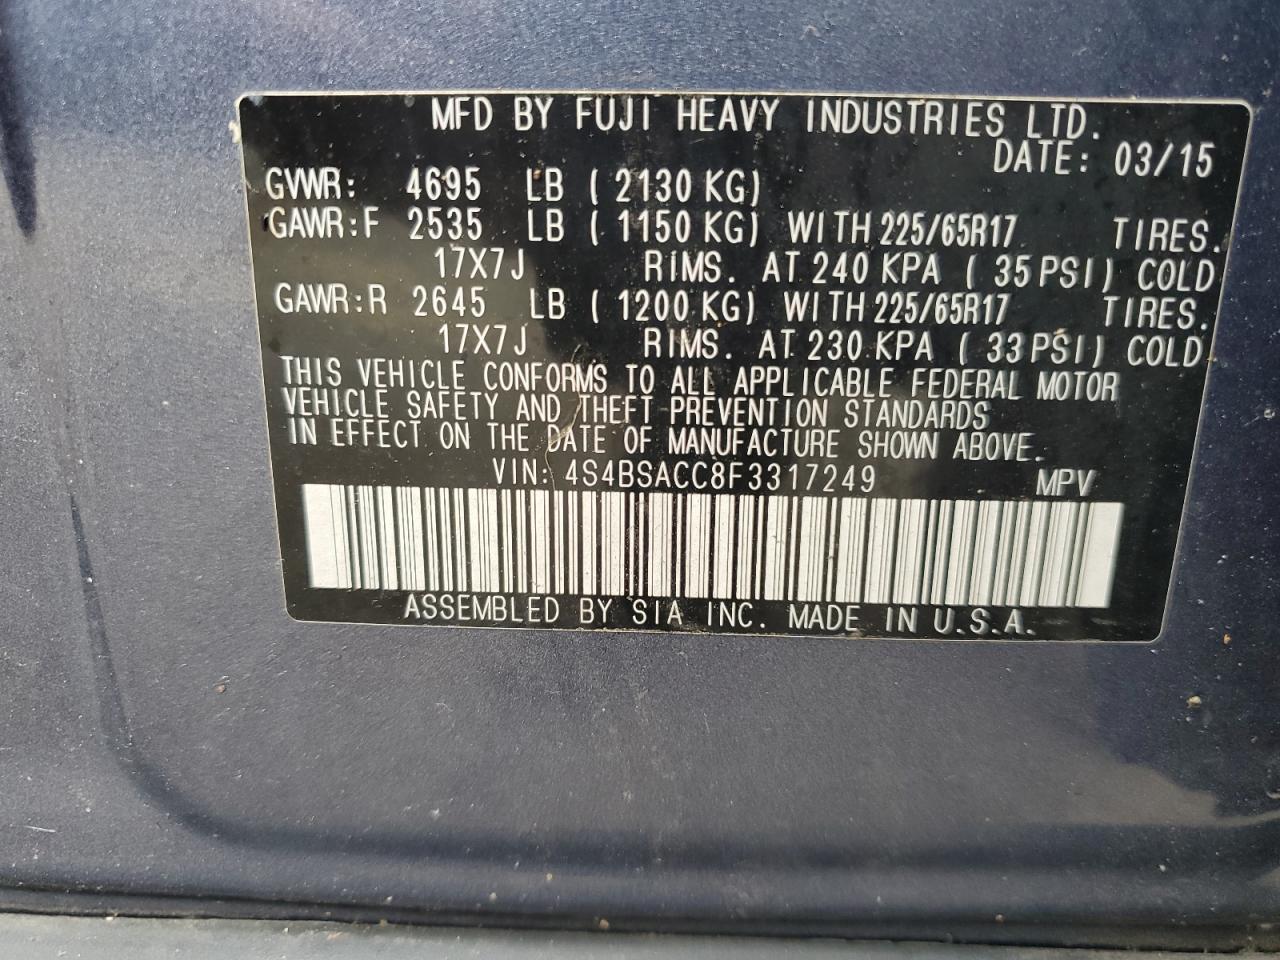 MFD BY FUJI HEAVY INDUSTRIES LTD.
DATE: 03/15
GVWR: 4695 LB ( 2130 KG)
GAWR:F 2535 LB ( 1150 KG) WITH 225/65R17 TIRES.
17X7J RIMS. AT 240 KPA ( 35 PSI) COLD
GAWR:R 2645 LB ( 1200 KG) WITH 225/65R17 TIRES.
17X7J RIMS. AT 230 KPA ( 33 PSI) COLD
THIS VEHICLE CONFORMS TO ALL APPLICABLE FEDERAL MOTOR
VEHICLE SAFETY AND THEFT PREVENTION STANDARDS
IN EFFECT ON THE DATE OF MANUFACTURE SHOWN ABOVE.
VIN: 4S4BSACC8F3317249 MPV
ASSEMBLED BY SIA INC. MADE IN U.S.A.